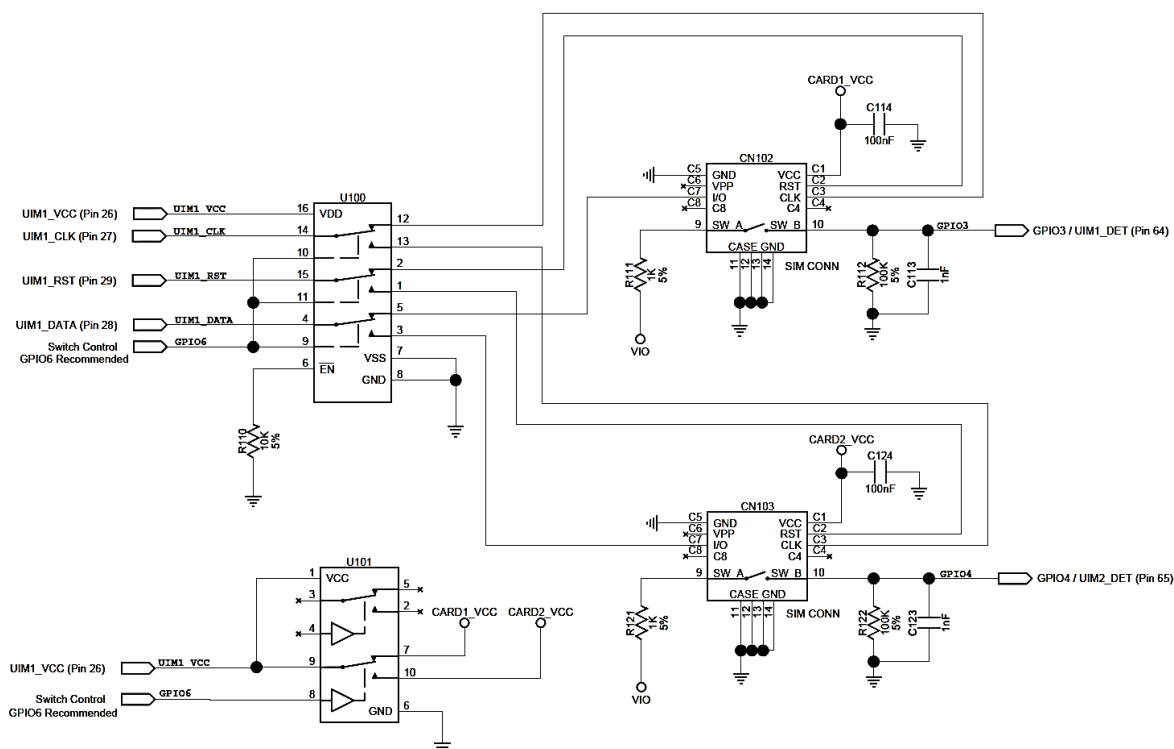 CARD1_VCC
C114
100nF
CN102
C5 GND VCC C1
C6 VPP RST C2
C7 I/O CLK C3
C8 C8 C4 C4
9 SW A SW B 10 GPIO3 GPIO3 / UIM1_DET (Pin 64)
CASE GND
11 12 13 14
SIM CONN
R111 1K 5%
R112 100K 5%
C113 1nF
VIO
U100
UIM1_VCC (Pin 26) UIM1_VCC 16 VDD 12
UIM1_CLK (Pin 27) UIM1_CLK 14 13
10 2
UIM1_RST (Pin 29) UIM1_RST 15 1
11 5
UIM1_DATA (Pin 28) UIM1_DATA 4 3
Switch Control
GPIO6 Recommended
GPIO6 9 VSS 7
6 EN GND 8
R110 10K 5%
CARD2_VCC
C124
100nF
CN103
C5 GND VCC C1
C6 VPP RST C2
C7 I/O CLK C3
C8 C8 C4 C4
9 SW A SW B 10 GPIO4 GPIO4 / UIM2_DET (Pin 65)
CASE GND
11 12 13 14
SIM CONN
R121 1K 5%
R122 100K 5%
C123 1nF
VIO
U101
1 VCC 5
3 2
4
CARD1_VCC CARD2_VCC
UIM1_VCC (Pin 26) UIM1_VCC 9 7
10
Switch Control
GPIO6 Recommended
GPIO6 8
GND 6